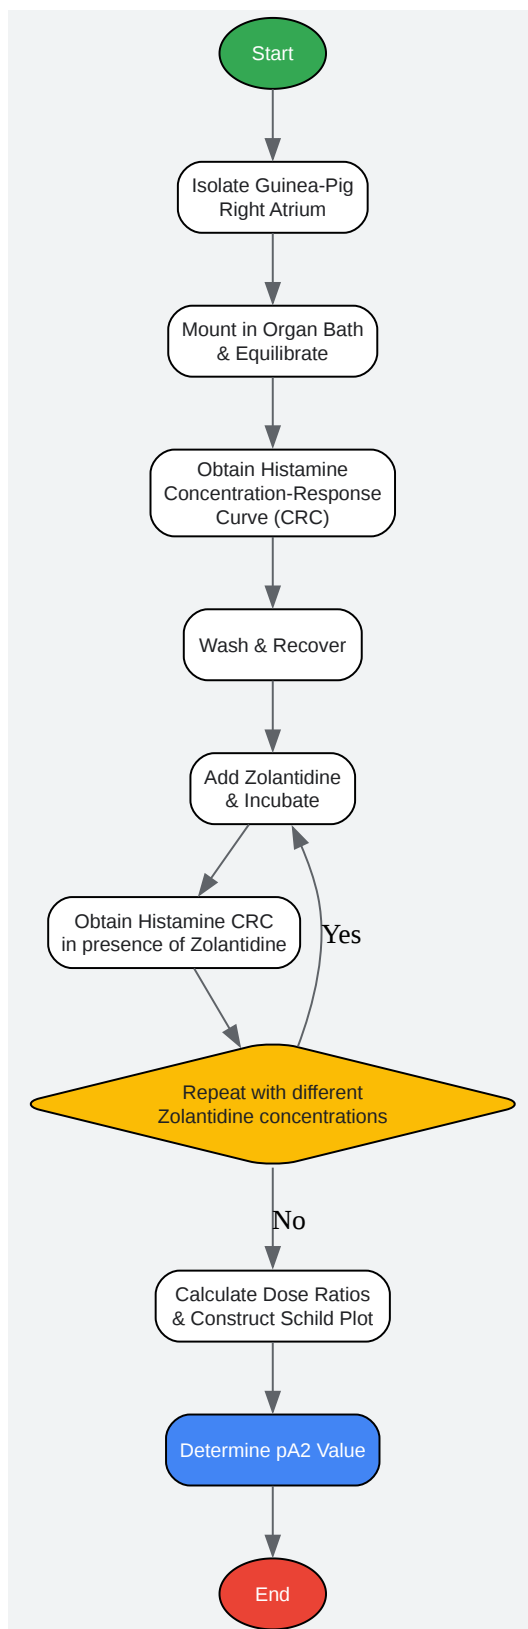 Start
Isolate Guinea-Pig
Right Atrium
Mount in Organ Bath
& Equilibrate
Obtain Histamine
Concentration-Response
Curve (CRC)
Wash & Recover
Add Zolantidine
& Incubate
Obtain Histamine CRC
in presence of Zolantidine
Yes
Repeat with different
Zolantidine concentrations
No
Calculate Dose Ratios
& Construct Schild Plot
Determine pA2 Value
End